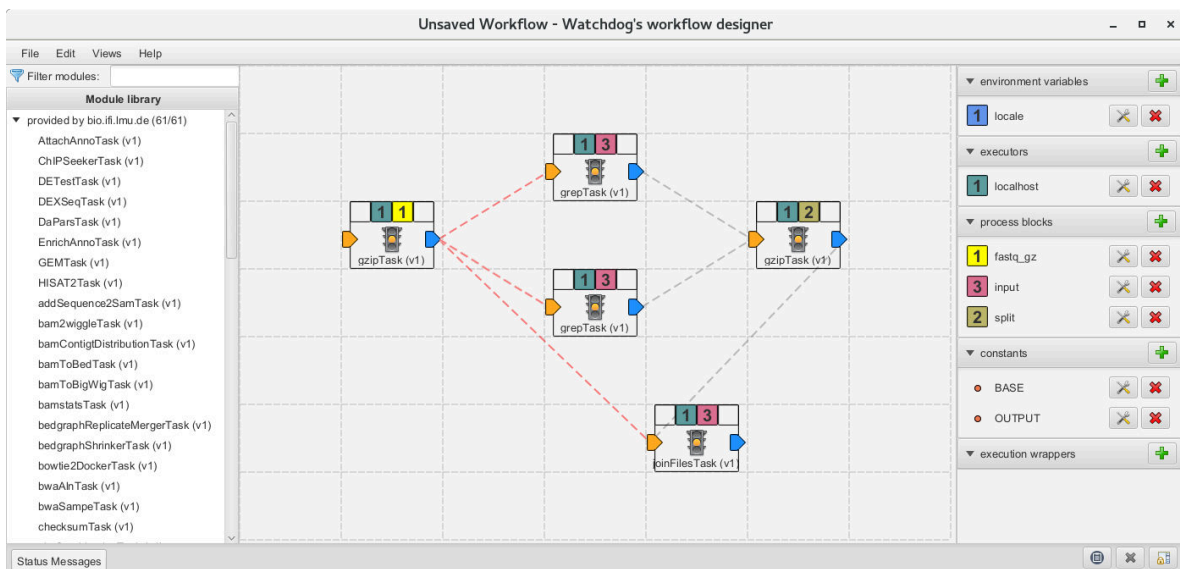 Unsaved Workflow - Watchdog's workflow designer
File Edit Views Help
Filter modules:
Module library
provided by bio.ifi.lmu.de (61/61)
AttachAnnoTask (v1)
ChIPSeekerTask (v1)
DETestTask (v1)
DEXSeqTask (v1)
DaParsTask (v1)
EnrichAnnoTask (v1)
GEMTask (v1)
HISAT2Task (v1)
addSequence2SamTask (v1)
bam2wiggleTask (v1)
bamContigtDistributionTask (v1)
bamToBedTask (v1)
bamToBigWigTask (v1)
bamstatsTask (v1)
bedgraphReplicateMergerTask (v1)
bedgraphShrinkerTask (v1)
bowtie2DockerTask (v1)
bwaAlnTask (v1)
bwaSampeTask (v1)
checksumTask (v1)
1 3
grepTask (v1)
1 1
gzipTask (v1)
1 2
gzipTask (v1)
1 3
grepTask (v1)
1 3
joinFilesTask (v1)
environment variables
1 locale
executors
1 localhost
process blocks
1 fastq_gz
3 input
2 split
constants
BASE
OUTPUT
execution wrappers
Status Messages